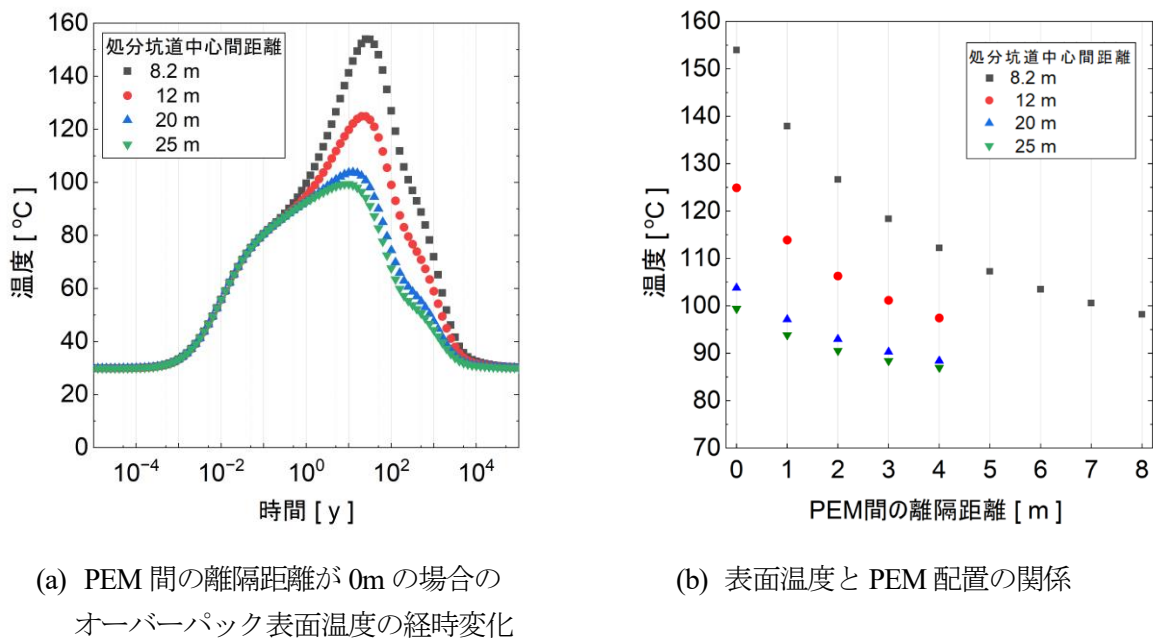 160
140
120
100
80
60
40
20
0
温度 [ °C ]
処分坑道中心間距離
8.2 m
12 m
20 m
25 m
10⁻⁴ 10⁻² 10⁰ 10² 10⁴
時間 [ y ]
(a) PEM 間の離隔距離が 0m の場合の
オーバーパック表面温度の経時変化
160
150
140
130
120
110
100
90
80
70
温度 [ °C ]
処分坑道中心間距離
8.2 m
12 m
20 m
25 m
0 1 2 3 4 5 6 7 8
PEM間の離隔距離 [ m ]
(b) 表面温度と PEM 配置の関係